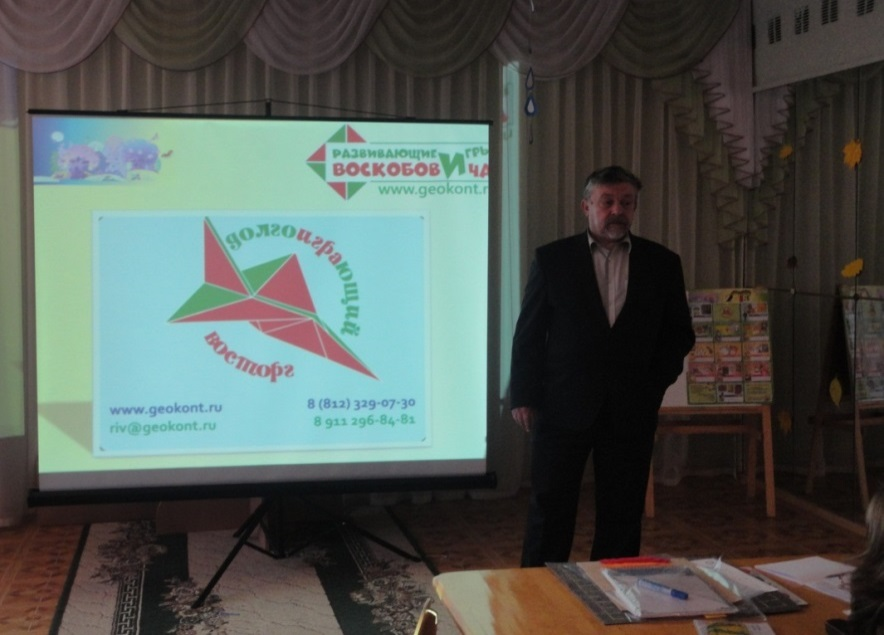 РАЗВИВАЮЩИЕ ИГРЫ
ВОСКОБОВИЧА
www.geokont.r
долгоиграющий
восторг
www.geokont.ru
8 (812) 329-07-30
riv@geokont.ru
8 911 296-84-81